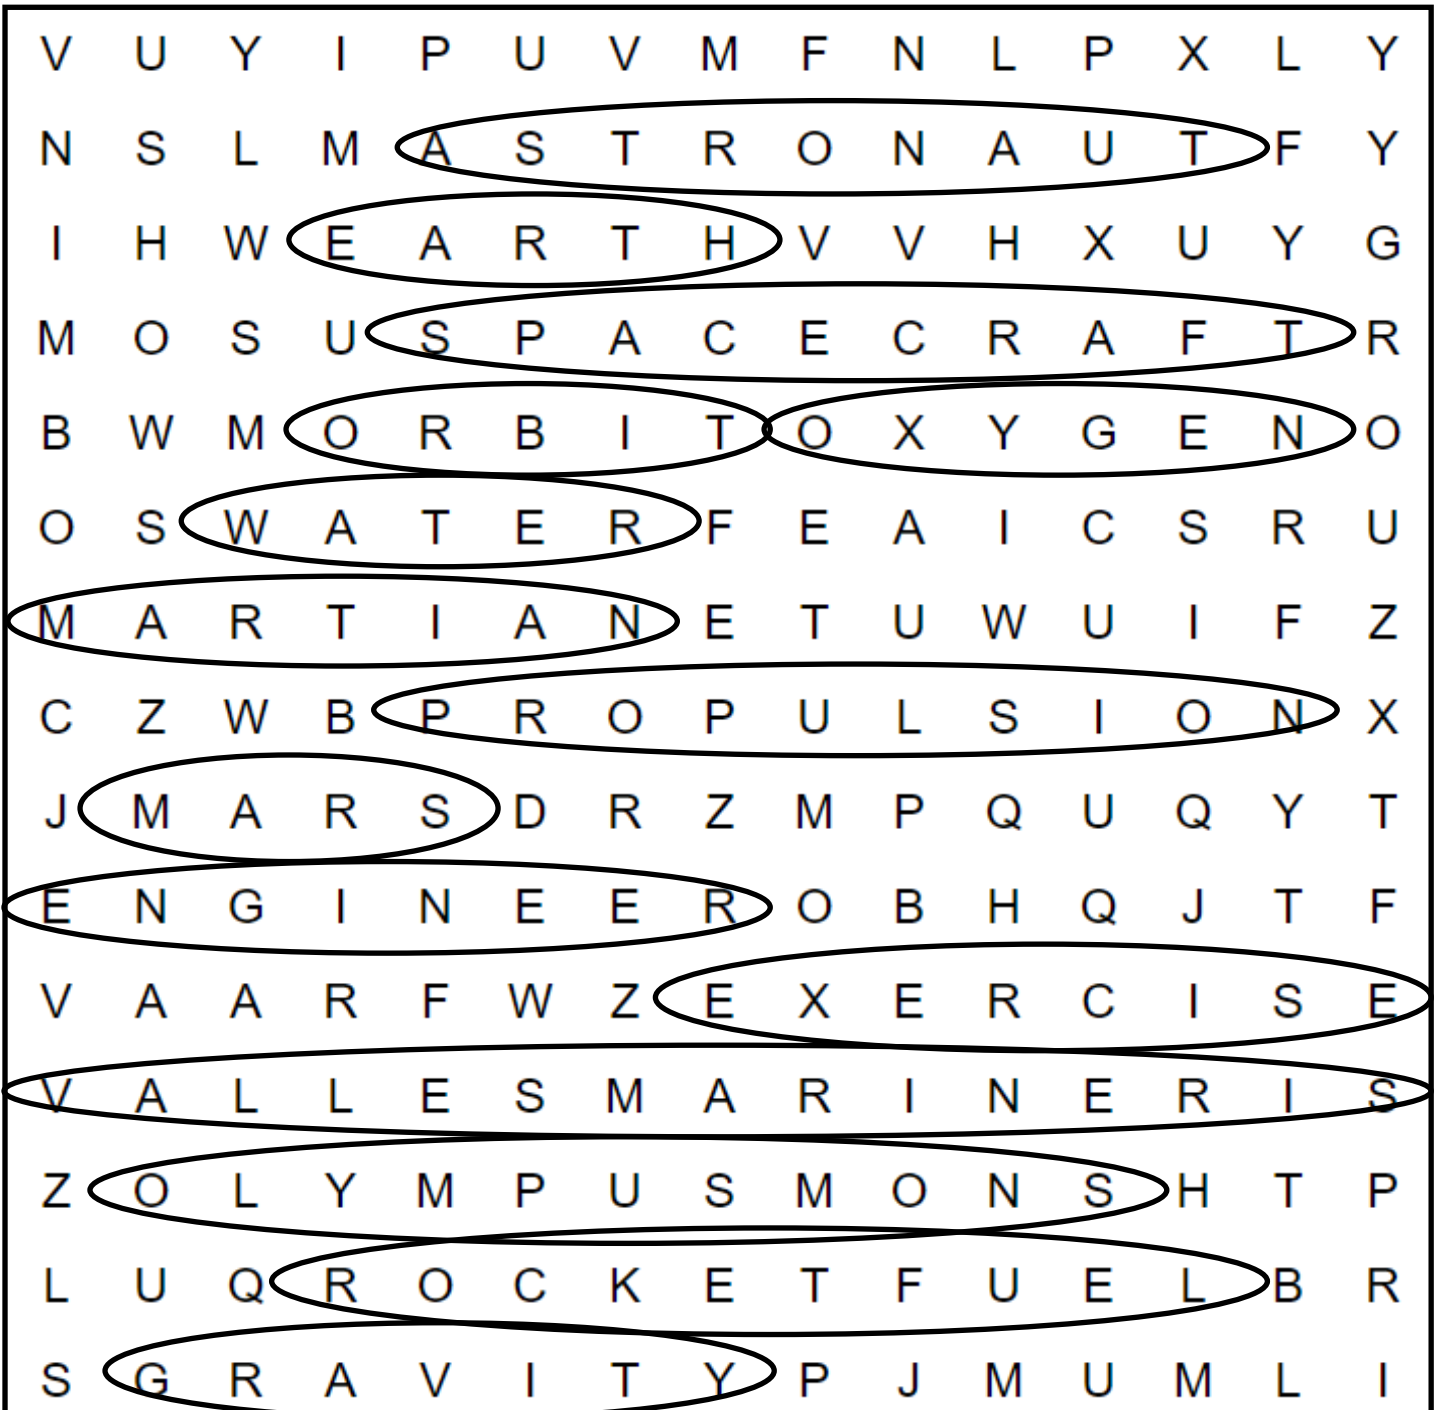 V U Y I P U V M F N L P X L Y
N S L M A S T R O N A U T F Y
I H W E A R T H V V H X U Y G
M O S U S P A C E C R A F T R
B W M O R B I T O X Y G E N O
O S W A T E R F E A I C S R U
M A R T I A N E T U W U I F Z
C Z W B P R O P U L S I O N X
J M A R S D R Z M P Q U Q Y T
E N G I N E E R O B H Q J T F
V A A R F W Z E X E R C I S E
V A L L E S M A R I N E R I S
Z O L Y M P U S M O N S H T P
L U Q R O C K E T F U E L B R
S G R A V I T Y P J M U M L I